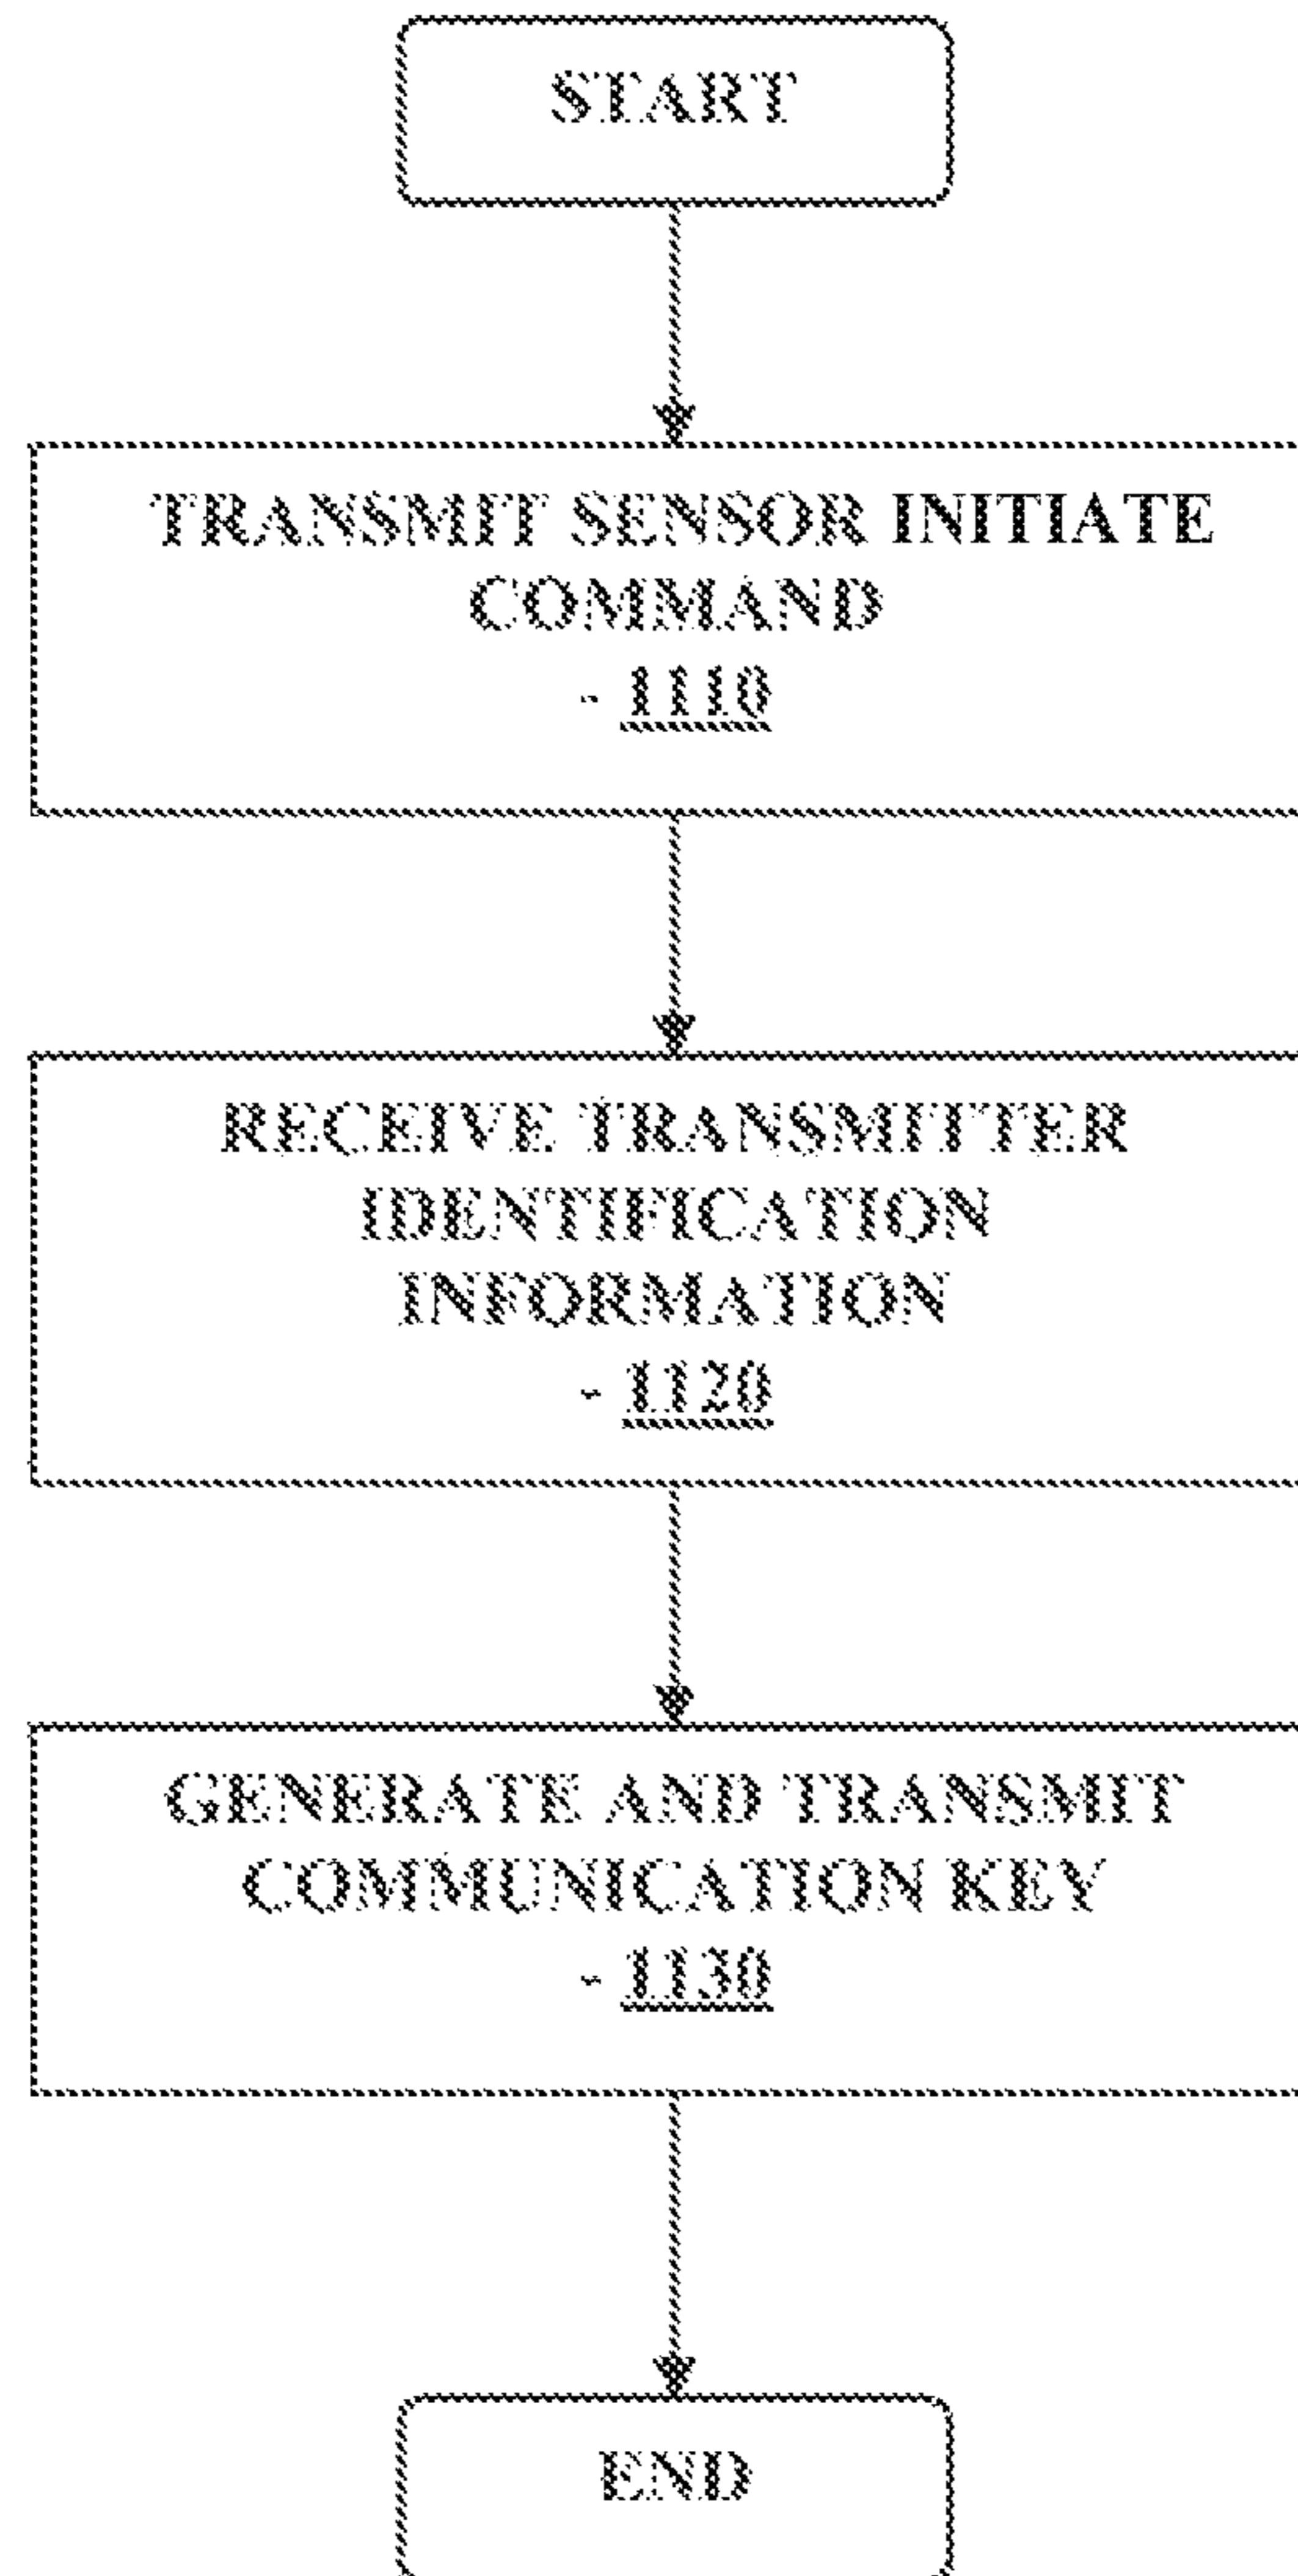 START
TRANSMIT SENSOR INITIATE
COMMAND
- 1110
RECEIVE TRANSMITTER
IDENTIFICATION
INFORMATION
- 1120
GENERATE AND TRANSMIT
COMMUNICATION KEY
- 1130
END